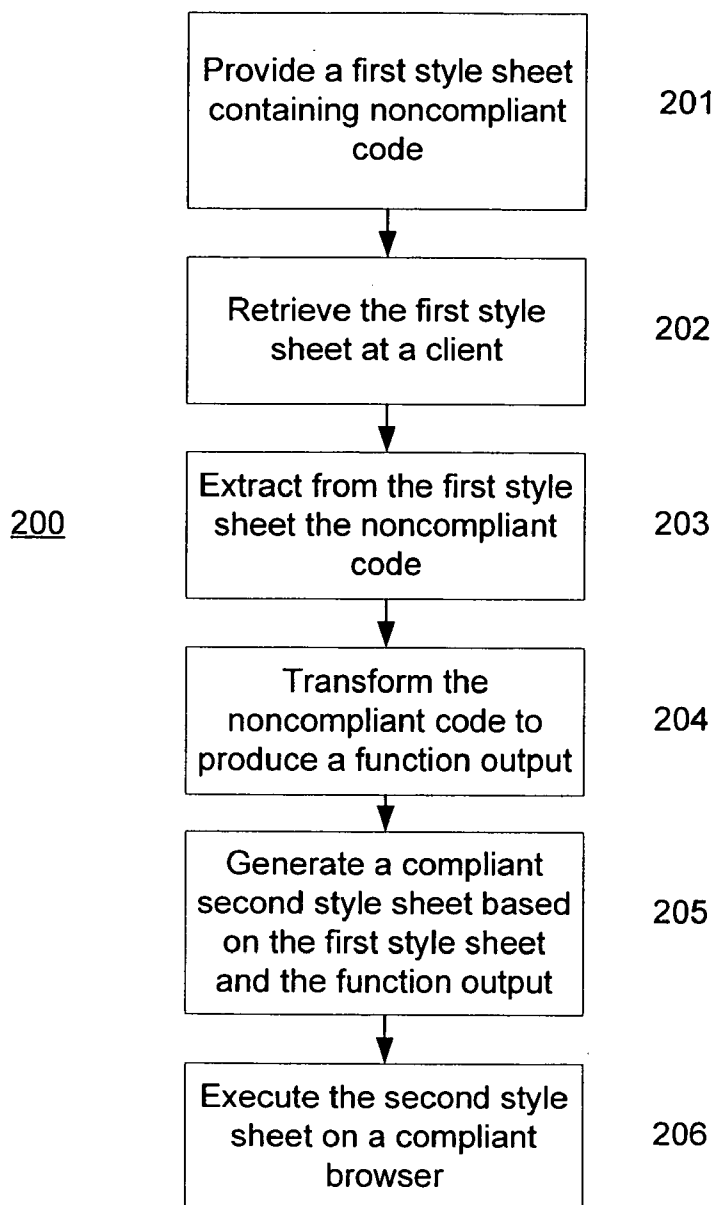 Provide a first style sheet
containing noncompliant
code
201
Retrieve the first style
sheet at a client
202
Extract from the first style
sheet the noncompliant
code
203
200
Transform the
noncompliant code to
produce a function output
204
Generate a compliant
second style sheet based
on the first style sheet
and the function output
205
Execute the second style
sheet on a compliant
browser
206